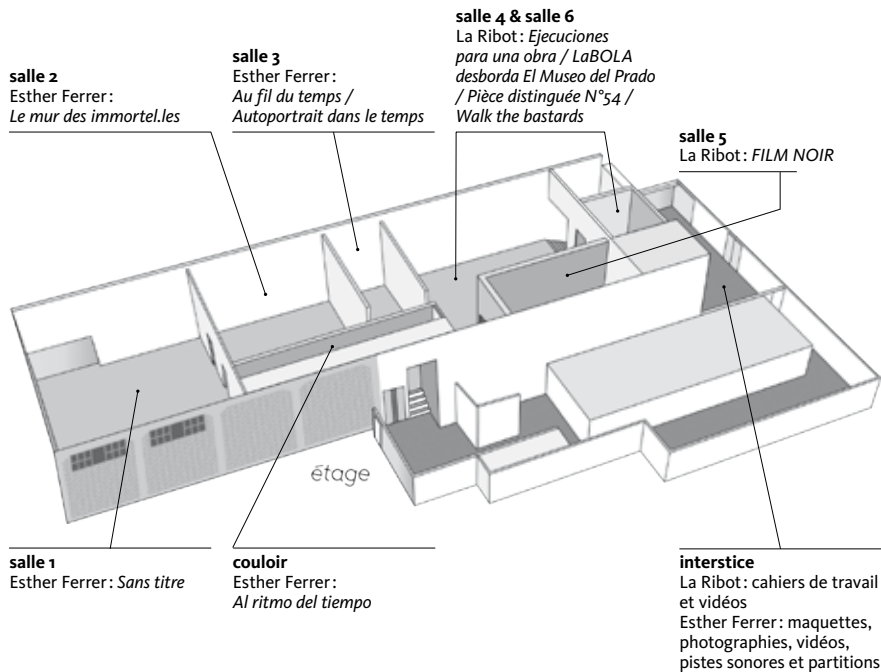 salle 4 & salle 6
La Ribot : Ejecuciones
para una obra / LaBOLA
desborda El Museo del Prado
/ Pièce distinguée N°54 /
Walk the bastards
salle 3
Esther Ferrer :
Au fil du temps /
Autoportrait dans le temps
salle 2
Esther Ferrer :
Le mur des immortel.les
salle 5
La Ribot : FILM NOIR
étage
salle 1
Esther Ferrer : Sans titre
couloir
Esther Ferrer :
Al ritmo del tiempo
interstice
La Ribot : cahiers de travail
et vidéos
Esther Ferrer : maquettes,
photographies, vidéos,
pistes sonores et partitions